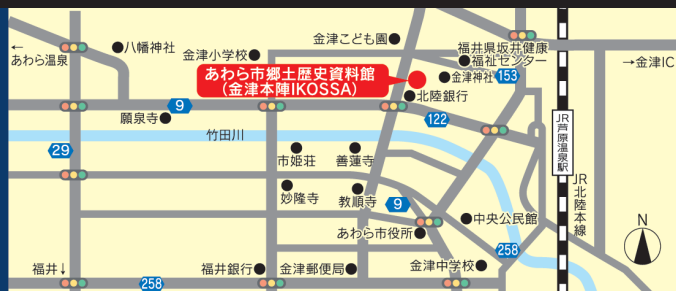 金津こども園
八幡神社
金津小学校
福井県坂井健康
福祉センター
←
あわら温泉
→金津IC
あわら市郷土歴史資料館
(金津本陣IKOSSA)
金津神社
153
北陸銀行
9
願泉寺
122
竹田川
JR芦原温泉駅
29
市姫荘
善蓮寺
JR北陸本線
妙隆寺
教順寺
9
中央公民館
N
あわら市役所
258
福井↓
福井銀行
金津郵便局
金津中学校
258